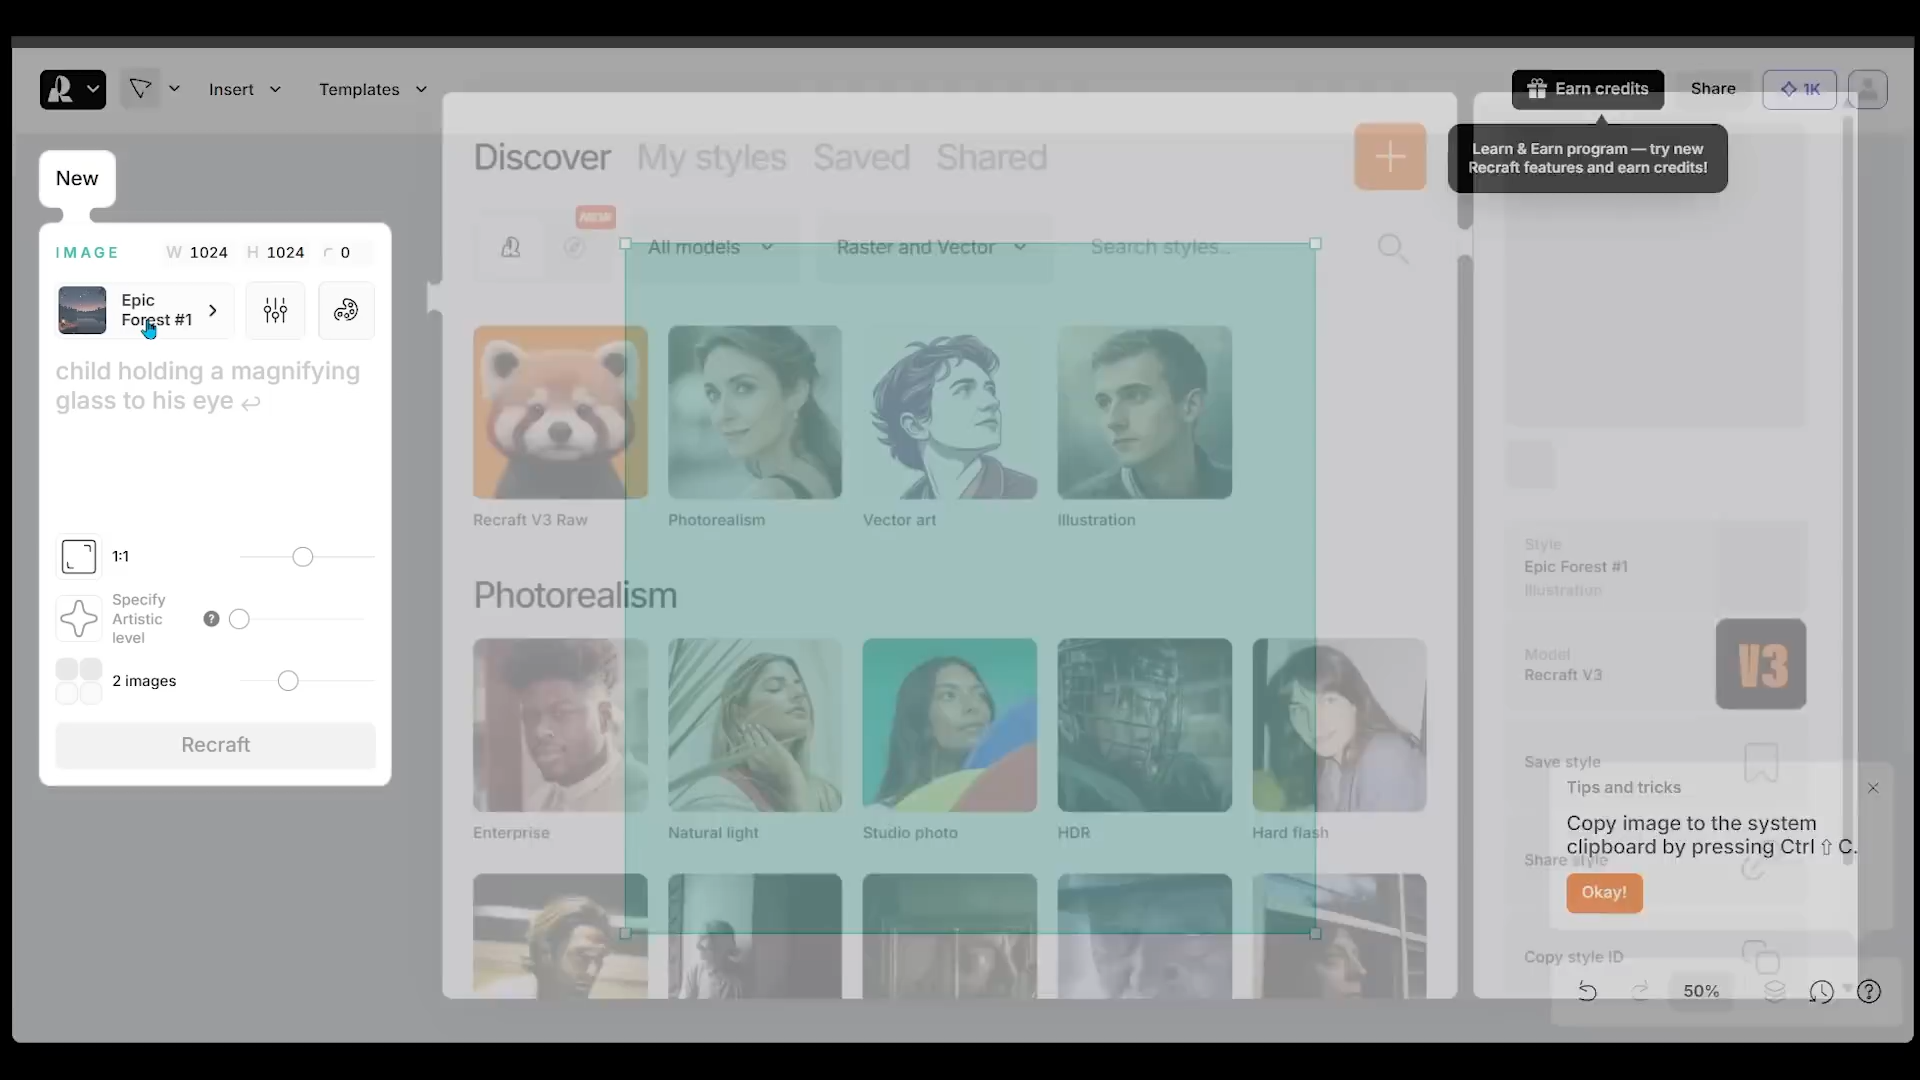 Insert
Templates
Earn credits
Share
1K
Learn & Earn program — try new
Recraft features and earn credits!
New
IMAGE
W 1024
H 1024
0
Epic
Forest #1
child holding a magnifying
glass to his eye
1:1
Specify
Artistic
level
?
2 images
Recraft
Discover
My styles
Saved
Shared
NEW
All models
Raster and Vector
Search styles...
Recraft V3 Raw
Photorealism
Vector art
Illustration
Photorealism
Enterprise
Natural light
Studio photo
HDR
Hard flash
Style
Epic Forest #1
Illustration
Model
Recraft V3
V3
Save style
Share style
Copy style ID
Tips and tricks
Copy image to the system
clipboard by pressing Ctrl ⇧ C.
Okay!
50%
?